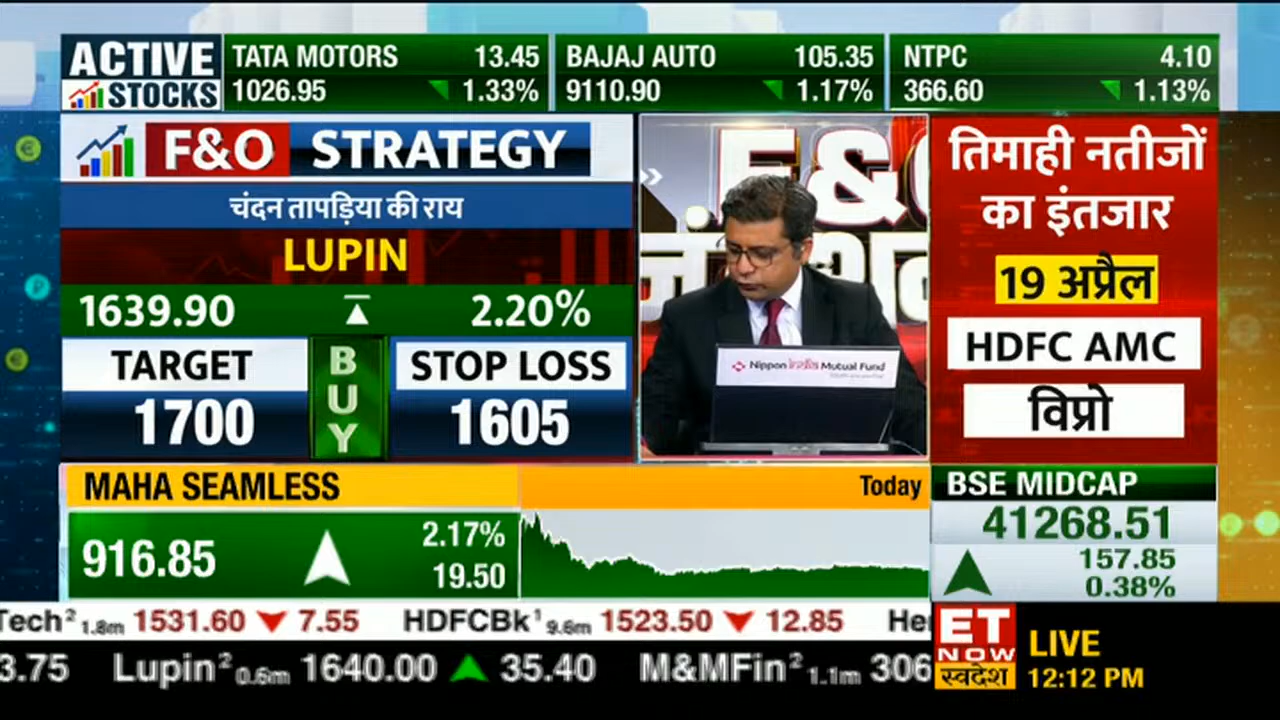 ACTIVE STOCKS
TATA MOTORS 13.45
1026.95 1.33%
BAJAJ AUTO 105.35
9110.90 1.17%
NTPC 4.10
366.60 1.13%
F&O STRATEGY
चंदन तापड़िया की राय
LUPIN
1639.90 2.20%
TARGET
1700
BUY
STOP LOSS
1605
F&O
Nippon india Mutual Fund
तिमाही नतीजों
का इंतजार
19 अप्रैल
HDFC AMC
विप्रो
MAHA SEAMLESS
Today
916.85
2.17%
19.50
BSE MIDCAP
41268.51
157.85
0.38%
Tech² 1.8m 1531.60 ▼ 7.55 HDFCBk¹ 9.6m 1523.50 ▼ 12.85 He
3.75 Lupin² 0.6m 1640.00 ▲ 35.40 M&MFin² 1.1m 306
ET
NOW
स्वदेश
LIVE
12:12 PM